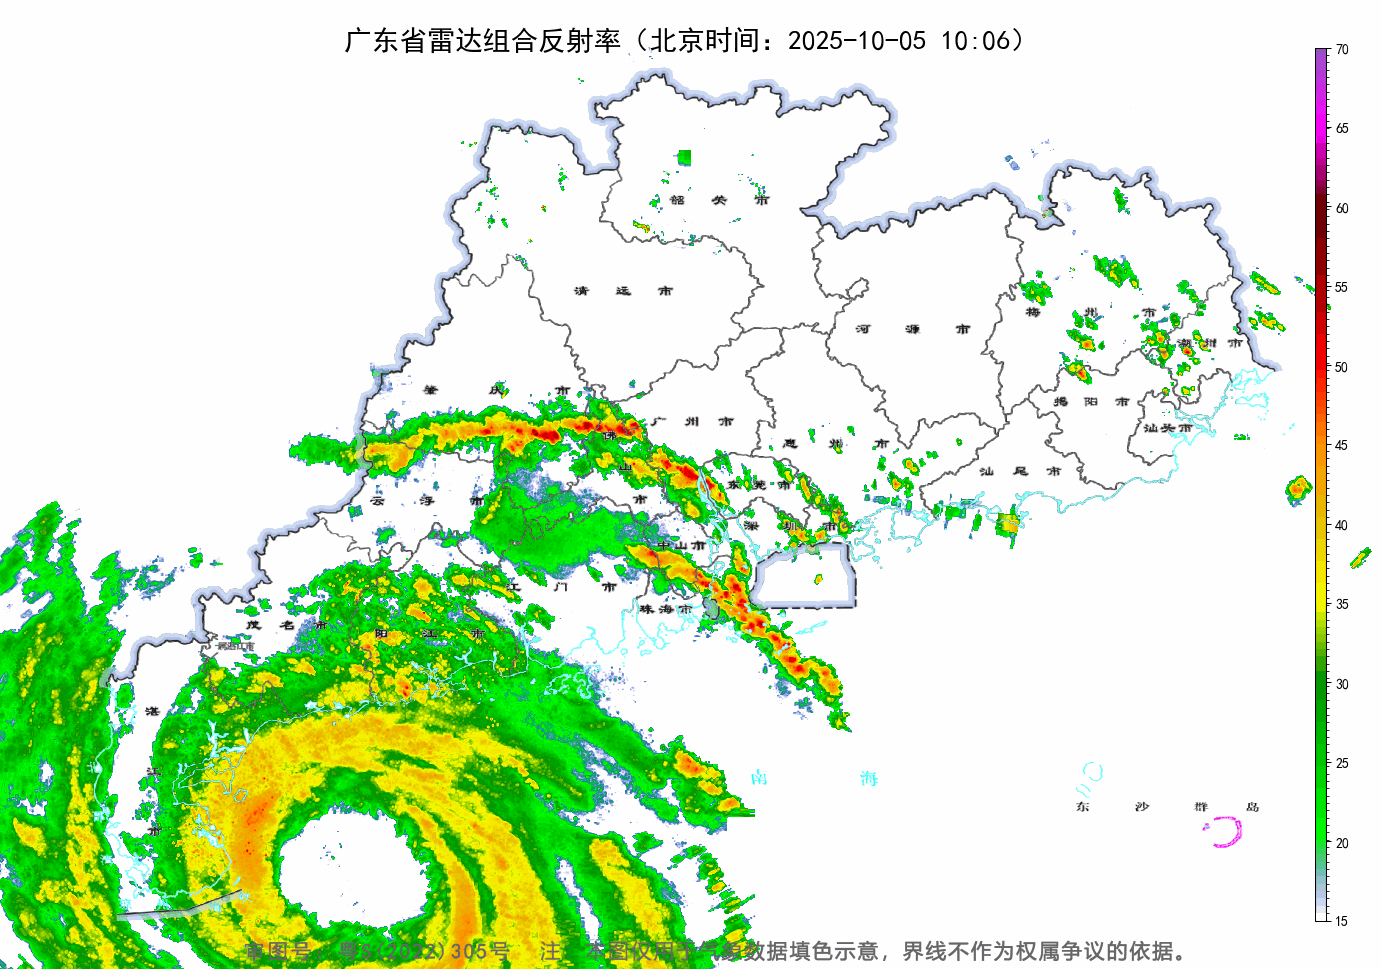 广东省雷达组合反射率（北京时间：2025-10-05 10:06）
70
65
60
55
50
45
40
35
30
25
20
15
韶关市
清远市
河源市
梅州市
潮州市
肇庆市
广州市
揭阳市
汕头市
佛山市
惠州市
汕尾市
东莞市
云浮市
深圳市
中山市
江门市
珠海市
茂名市
阳江市
湛江市
南海
东沙群岛
审图号：粤S(2022)305号 注：本图仅用于气象数据填色示意，界线不作为权属争议的依据。